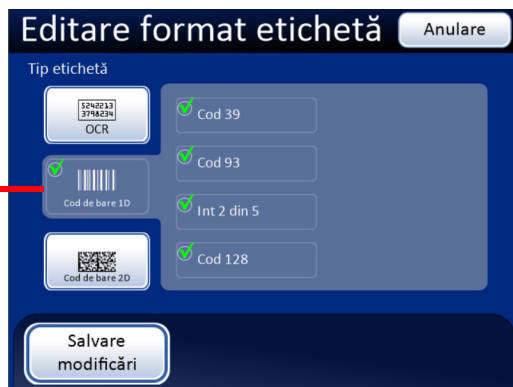 Editare format etichetă
Anulare
Tip etichetă
5242213
3798234
OCR
Cod de bare 1D
Cod de bare 2D
Cod 39
Cod 93
Int 2 din 5
Cod 128
Salvare
modificări